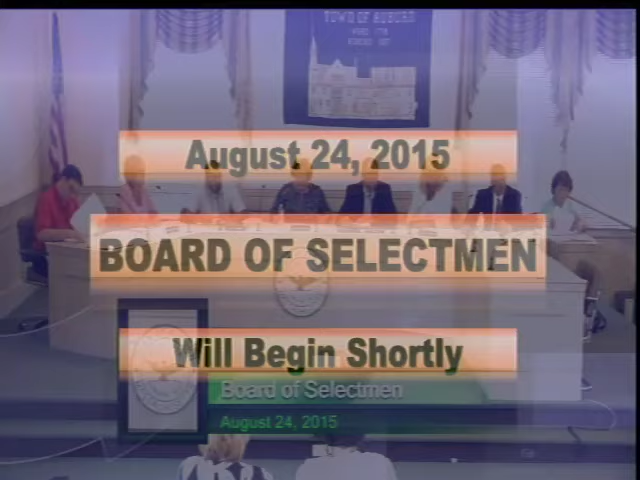 TOWN OF AUBURN
August 24, 2015
BOARD OF SELECTMEN
Will Begin Shortly
Board of Selectmen
August 24, 2015